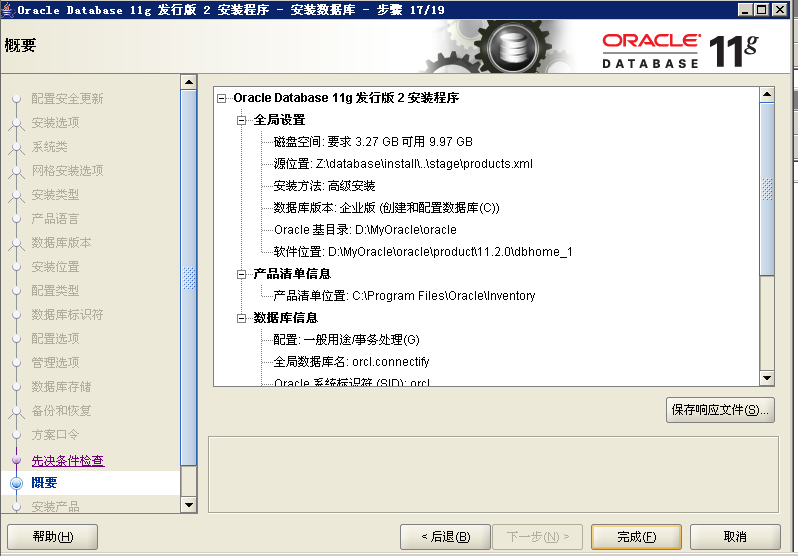 Oracle Database 11g 发行版 2 安装程序 - 安装数据库 - 步骤 17/19
概要
ORACLE
DATABASE 11g
配置安全更新
安装选项
系统类
网格安装选项
安装类型
产品语言
数据库版本
安装位置
配置类型
数据库标识符
配置选项
管理选项
数据库存储
备份和恢复
方案口令
先决条件检查
概要
安装产品
Oracle Database 11g 发行版 2 安装程序
全局设置
磁盘空间: 要求 3.27 GB 可用 9.97 GB
源位置: Z:\database\install\..\stage\products.xml
安装方法: 高级安装
数据库版本: 企业版 (创建和配置数据库(C))
Oracle 基目录: D:\MyOracle\oracle
软件位置: D:\MyOracle\oracle\product\11.2.0\dbhome_1
产品清单信息
产品清单位置: C:\Program Files\Oracle\Inventory
数据库信息
配置: 一般用途/事务处理(G)
全局数据库名: orcl.connectify
Oracle 系统标识符 (SID): orcl
保存响应文件(S)...
帮助(H)
< 后退(B)
下一步(N) >
完成(F)
取消